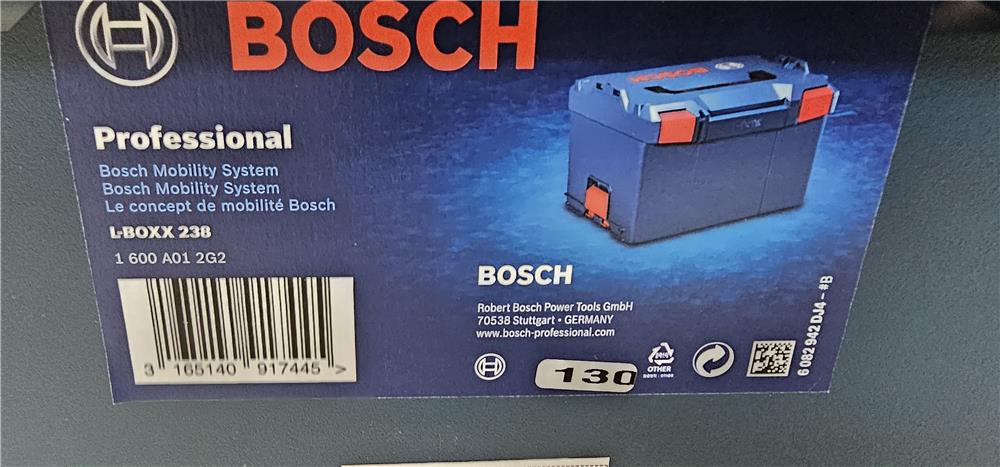 BOSCH
BOSCH
Professional
Bosch Mobility System
Bosch Mobility System
Le concept de mobilité Bosch
L-BOXX 238
1 600 A01 2G2
3 165140 917445 >
BOSCH
Robert Bosch Power Tools GmbH
70538 Stuttgart • GERMANY
www.bosch-professional.com
130
OTHER
6 082 942 DJ4 - #B